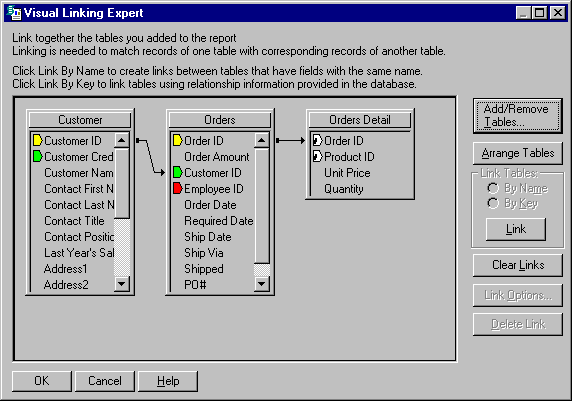 Visual Linking Expert
Link together the tables you added to the report
Linking is needed to match records of one table with corresponding records of another table.
Click Link By Name to create links between tables that have fields with the same name.
Click Link By Key to link tables using relationship information provided in the database.
Customer
Customer ID
Customer Cred
Customer Nam
Contact First N
Contact Last N
Contact Title
Contact Positio
Last Year's Sal
Address1
Address2
Orders
Order ID
Order Amount
Customer ID
Employee ID
Order Date
Required Date
Ship Date
Ship Via
Shipped
PO#
Orders Detail
Order ID
Product ID
Unit Price
Quantity
Add/Remove
Tables...
Arrange Tables
Link Tables:
By Name
By Key
Link
Clear Links
Link Options...
Delete Link
OK
Cancel
Help